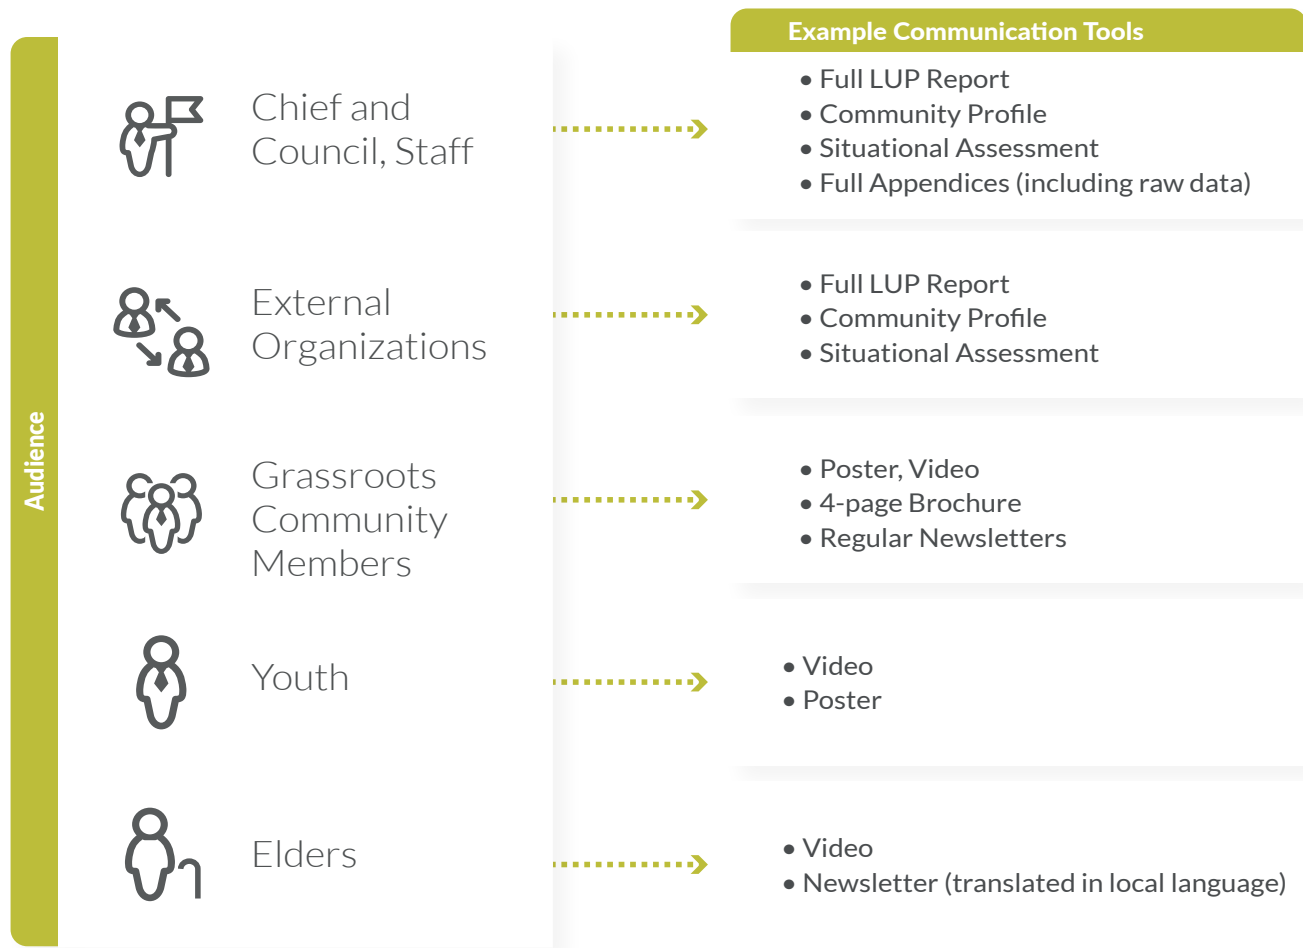 Audience
Example Communication Tools
Chief and
Council, Staff
• Full LUP Report
• Community Profile
• Situational Assessment
• Full Appendices (including raw data)
External
Organizations
• Full LUP Report
• Community Profile
• Situational Assessment
Grassroots
Community
Members
• Poster, Video
• 4-page Brochure
• Regular Newsletters
Youth
• Video
• Poster
Elders
• Video
• Newsletter (translated in local language)